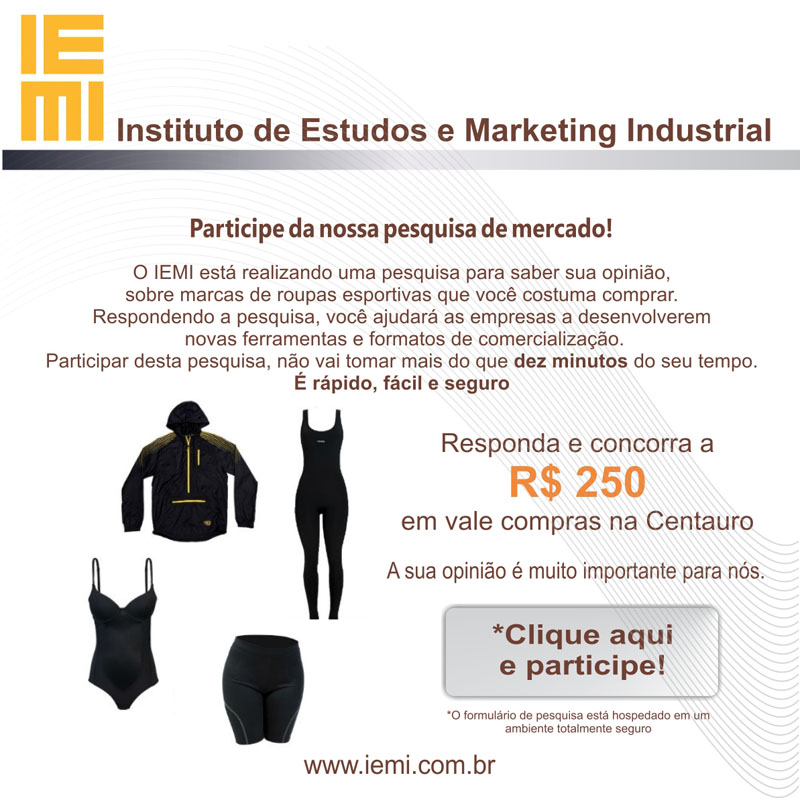 IE
MI
Instituto de Estudos e Marketing Industrial
Participe da nossa pesquisa de mercado!
O IEMI está realizando uma pesquisa para saber sua opinião,
sobre marcas de roupas esportivas que você costuma comprar.
Respondendo a pesquisa, você ajudará as empresas a desenvolverem
novas ferramentas e formatos de comercialização.
Participar desta pesquisa, não vai tomar mais do que dez minutos do seu tempo.
É rápido, fácil e seguro
Responda e concorra a
R$ 250
em vale compras na Centauro
A sua opinião é muito importante para nós.
*Clique aqui
e participe!
*O formulário de pesquisa está hospedado em um
ambiente totalmente seguro
www.iemi.com.br